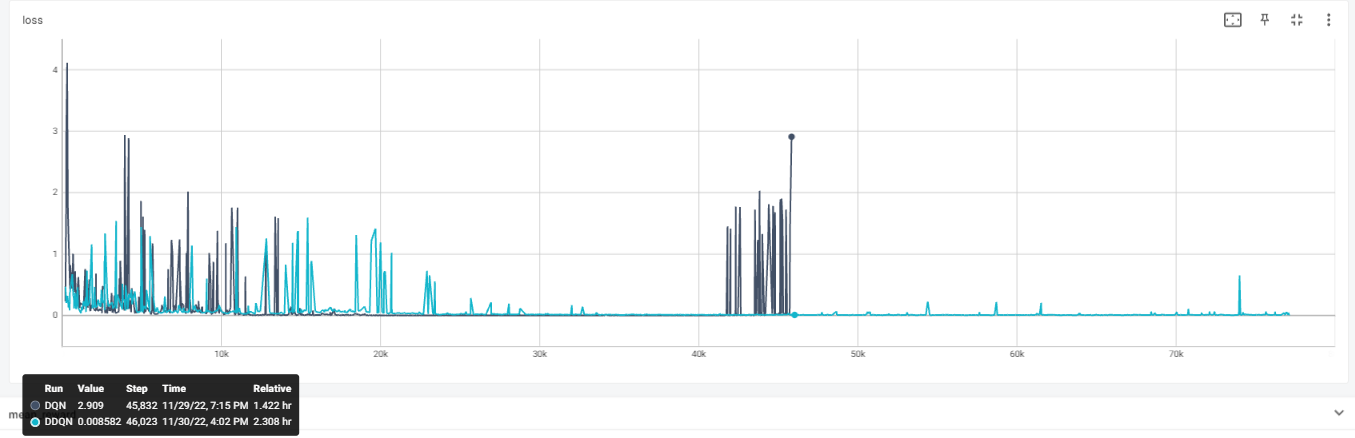 loss
4
3
2
1
0
10k 20k 30k 40k 50k 60k 70k
Run Value Step Time Relative
DQN 2.909 45,832 11/29/22, 7:15 PM 1.422 hr
DDQN 0.008582 46,023 11/30/22, 4:02 PM 2.308 hr